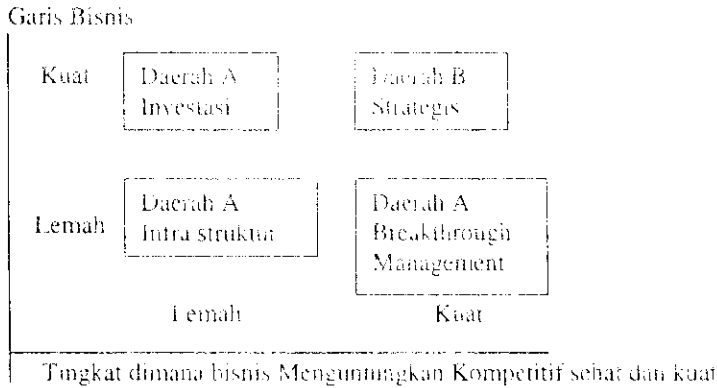 Garis Bisnis
Kuat
Daerah A
Investasi
Daerah B
Strategis
Lemah
Daerah A
Infra struktur
Daerah A
Breakthrough
Management
Lemah
Kuat
Tingkat dimana bisnis Menguntungkan Kompetitif sehat dan kuat